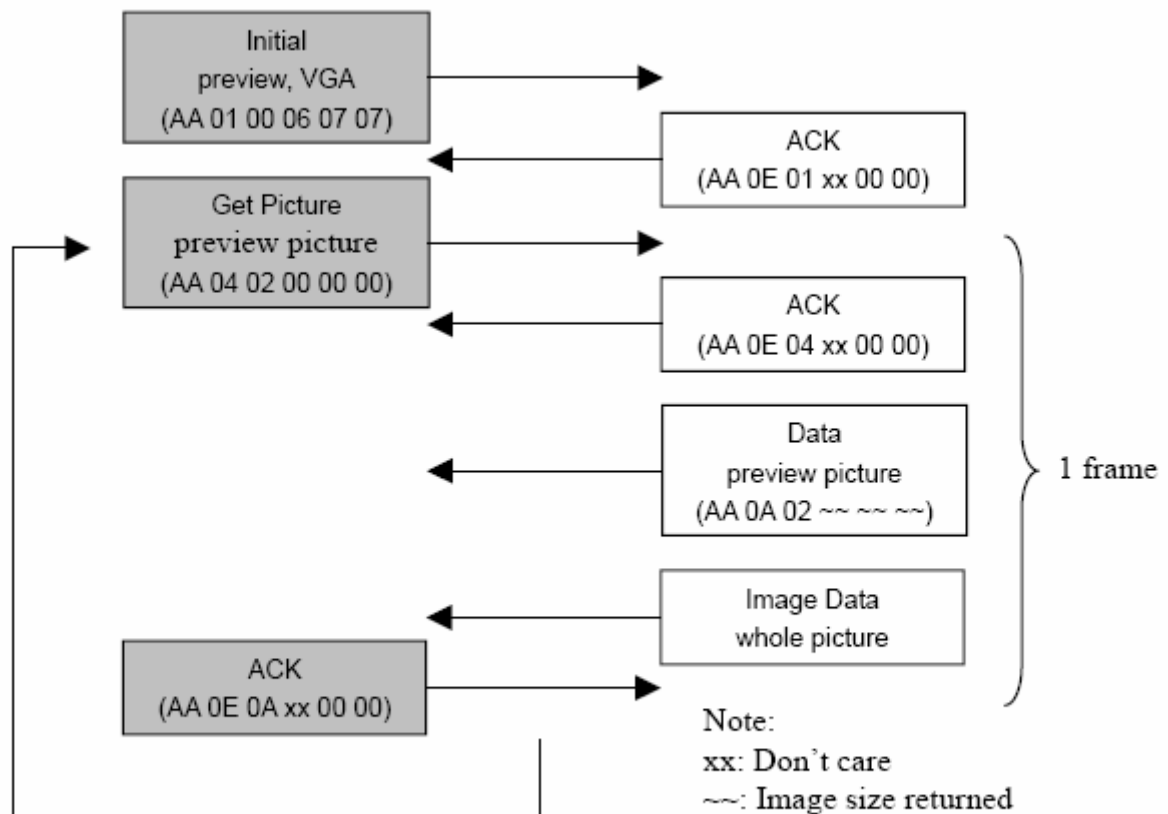 Initial
preview, VGA
(AA 01 00 06 07 07)
ACK
(AA 0E 01 xx 00 00)
Get Picture
preview picture
(AA 04 02 00 00 00)
ACK
(AA 0E 04 xx 00 00)
Data
preview picture
(AA 0A 02 ~~ ~~ ~~)
1 frame
Image Data
whole picture
ACK
(AA 0E 0A xx 00 00)
Note:
xx: Don’t care
~~: Image size returned